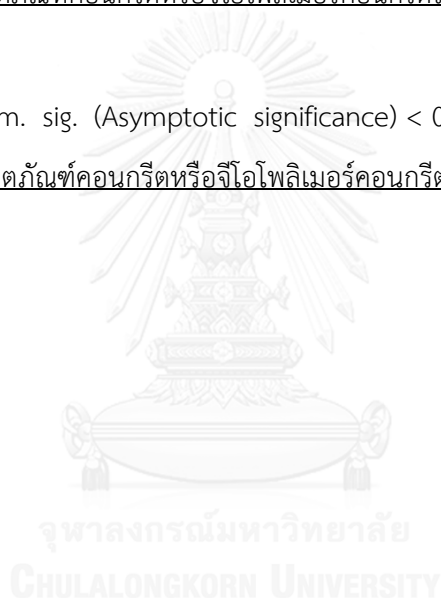 m. sig. (Asymptotic significance) < 0
ตภัณฑ์คอนกรีตหรือจีโอโพลิเมอร์คอนกรีต
จุฬาลงกรณ์มหาวิทยาลัย
CHULALONGKORN UNIVERSITY